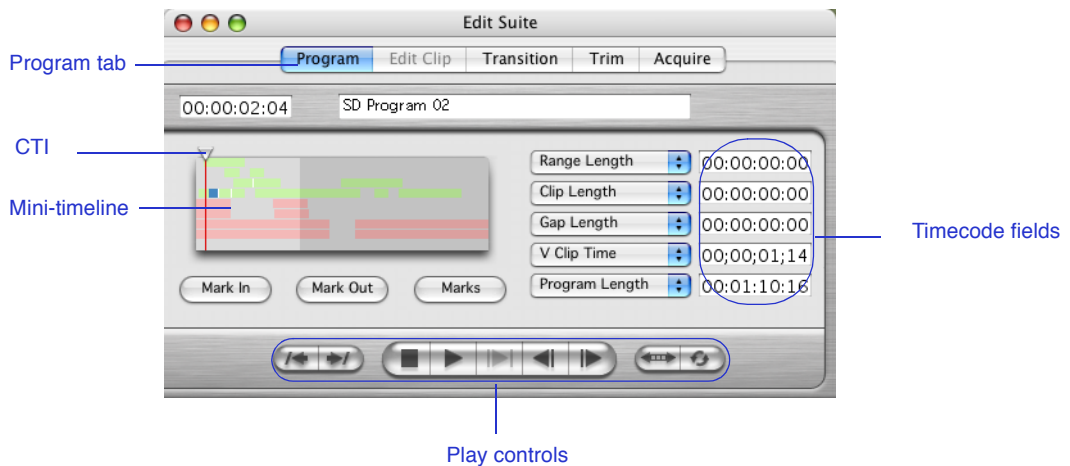 Edit Suite
Program tab
Program Edit Clip Transition Trim Acquire
00:00:02:04 SD Program 02
CTI
Mini-timeline
Range Length 00:00:00:00
Clip Length 00:00:00:00
Gap Length 00:00:00:00
V Clip Time 00;00;01;14
Program Length 00:01:10:16
Timecode fields
Mark In Mark Out Marks
Play controls